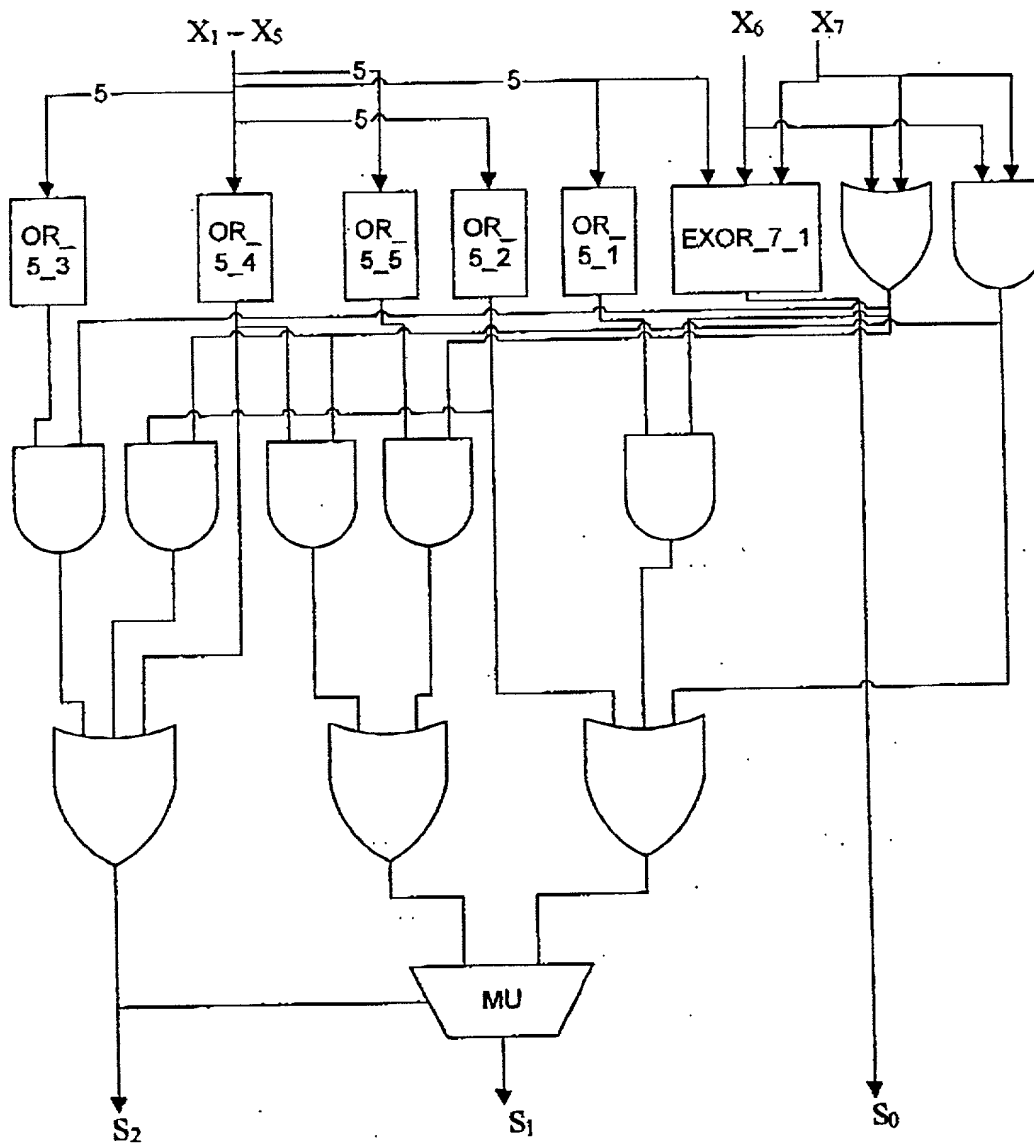 X₁ – X₅
X₆
X₇
5
5
5
5
OR_
5_3
OR_
5_4
OR_
5_5
OR_
5_2
OR_
5_1
EXOR_7_1
MU
S₂
S₁
S₀